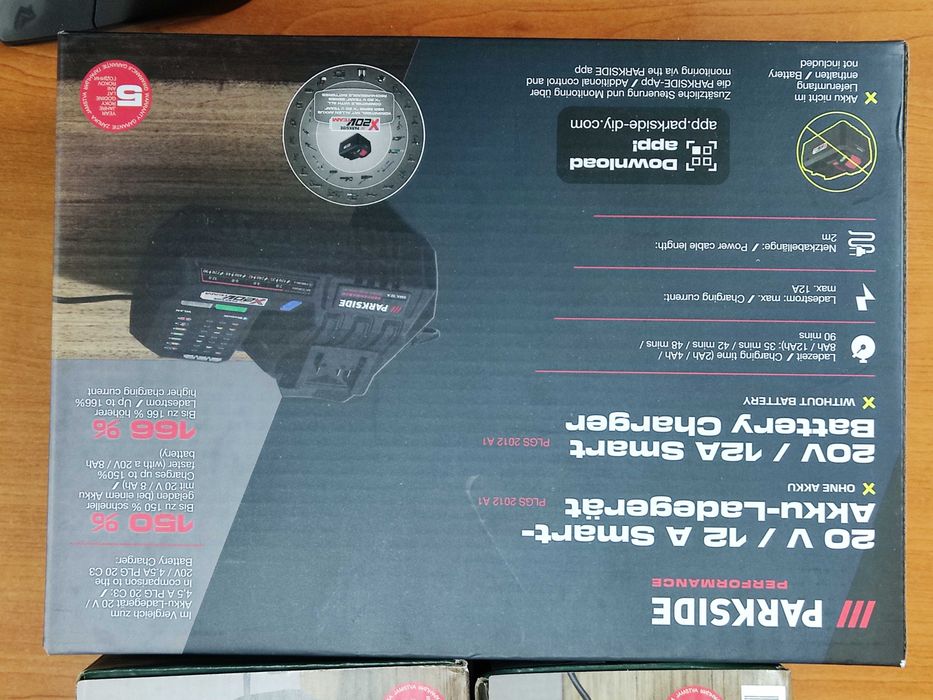 PARKSIDE
PERFORMANCE
20 V / 12 A Smart-
Akku-Ladegerät PLGS 2012 A1
X OHNE AKKU
20V / 12A Smart
Battery Charger PLGS 2012 A1
X WITHOUT BATTERY
Ladezeit / Charging time (2Ah / 4Ah /
8Ah / 12Ah): 35 mins / 42 mins / 48 mins /
90 mins
Ladestrom: max. / Charging current:
max. 12A
Netzkabellänge: / Power cable length:
2m
X Akku nicht im
Lieferumfang
enthalten / Battery
not included
Download
app!
app.parkside-diy.com
Zusätzliche Steuerung und Monitoring über
die PARKSIDE-App / Additional control and
monitoring via the PARKSIDE app
Im Vergleich zum
Akku-Ladegerät 20 V /
4,5 A PLG 20 C3: /
In comparison to the
20V / 4.5A PLG 20 C3
Battery Charger:
150 %
Bis zu 150 % schneller
geladen (bei einem Akku
mit 20 V / 8 Ah) /
Charges up to 150%
faster (with a 20V / 8Ah
battery)
166 %
Bis zu 166 % höherer
Ladestrom / Up to 166%
higher charging current
PARKSIDE
PERFORMANCE
PARKSIDE
X20V TEAM
5
YEAR
JAHRE